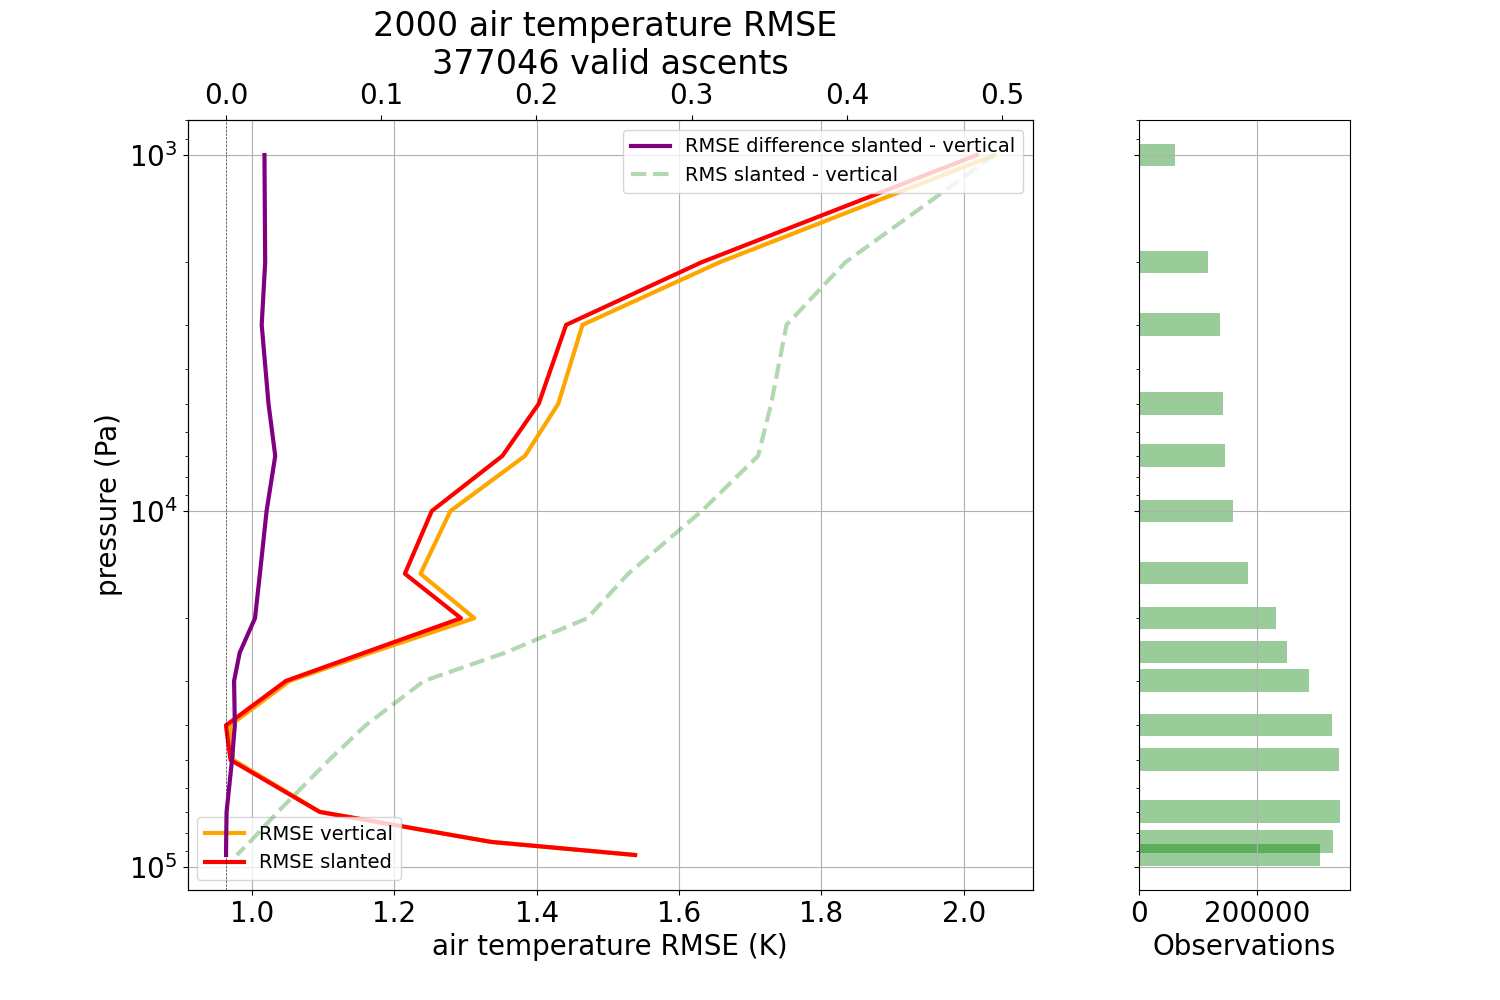 2000 air temperature RMSE
377046 valid ascents
0.0 0.1 0.2 0.3 0.4 0.5
RMSE difference slanted - vertical
RMS slanted - vertical
10³
10⁴
10⁵
pressure (Pa)
RMSE vertical
RMSE slanted
1.0 1.2 1.4 1.6 1.8 2.0
air temperature RMSE (K)
0 200000
Observations